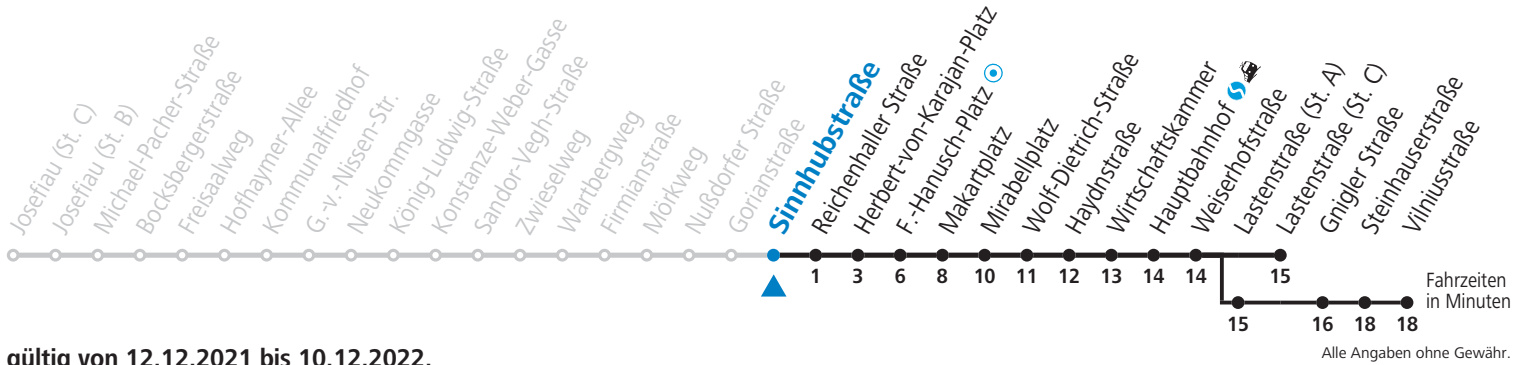 Josefiau (St. C)
Josefiau (St. B)
Michael-Pacher-Straße
Bocksbergerstraße
Freisaalweg
Hofhaymer-Allee
Kommunalfriedhof
G.-v.-Nissen-Str.
Neukommgasse
König-Ludwig-Straße
Konstanze-Weber-Gasse
Sandor-Vegh-Straße
Zwieselweg
Wartbergweg
Firmianstraße
Mörkweg
Nußdorfer Straße
Gorianstraße
Sinnhubstraße
Reichenhaller Straße
Herbert-von-Karajan-Platz
F.-Hanusch-Platz
Makartplatz
Mirabellplatz
Wolf-Dietrich-Straße
Haydnstraße
Wirtschaftskammer
Hauptbahnhof
Weiserhofstraße
Lastenstraße (St. A)
Lastenstraße (St. C)
Gnigler Straße
Steinhauserstraße
Vilniusstraße
1 3 6 8 10 11 12 13 14 14 15
Fahrzeiten
in Minuten
15 16 18 18
Alle Angaben ohne Gewähr.
gültig von 12.12.2021 bis 10.12.2022.